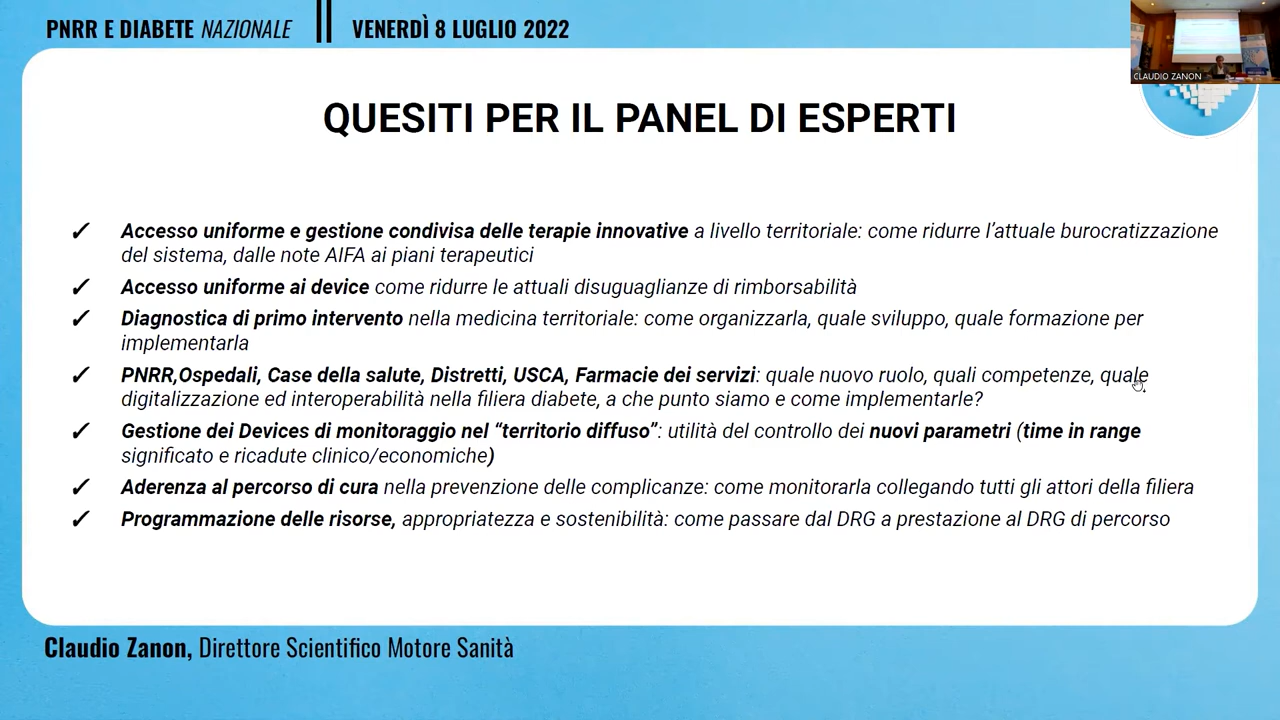 PNRR E DIABETE NAZIONALE || VENERDÌ 8 LUGLIO 2022
CLAUDIO ZANON
QUESITI PER IL PANEL DI ESPERTI
✓ Accesso uniforme e gestione condivisa delle terapie innovative a livello territoriale: come ridurre l’attuale burocratizzazione
del sistema, dalle note AIFA ai piani terapeutici
✓ Accesso uniforme ai device come ridurre le attuali disuguaglianze di rimborsabilità
✓ Diagnostica di primo intervento nella medicina territoriale: come organizzarla, quale sviluppo, quale formazione per
implementarla
✓ PNRR,Ospedali, Case della salute, Distretti, USCA, Farmacie dei servizi: quale nuovo ruolo, quali competenze, quale
digitalizzazione ed interoperabilità nella filiera diabete, a che punto siamo e come implementarle?
✓ Gestione dei Devices di monitoraggio nel “territorio diffuso”: utilità del controllo dei nuovi parametri (time in range
significato e ricadute clinico/economiche)
✓ Aderenza al percorso di cura nella prevenzione delle complicanze: come monitorarla collegando tutti gli attori della filiera
✓ Programmazione delle risorse, appropriatezza e sostenibilità: come passare dal DRG a prestazione al DRG di percorso
Claudio Zanon, Direttore Scientifico Motore Sanità